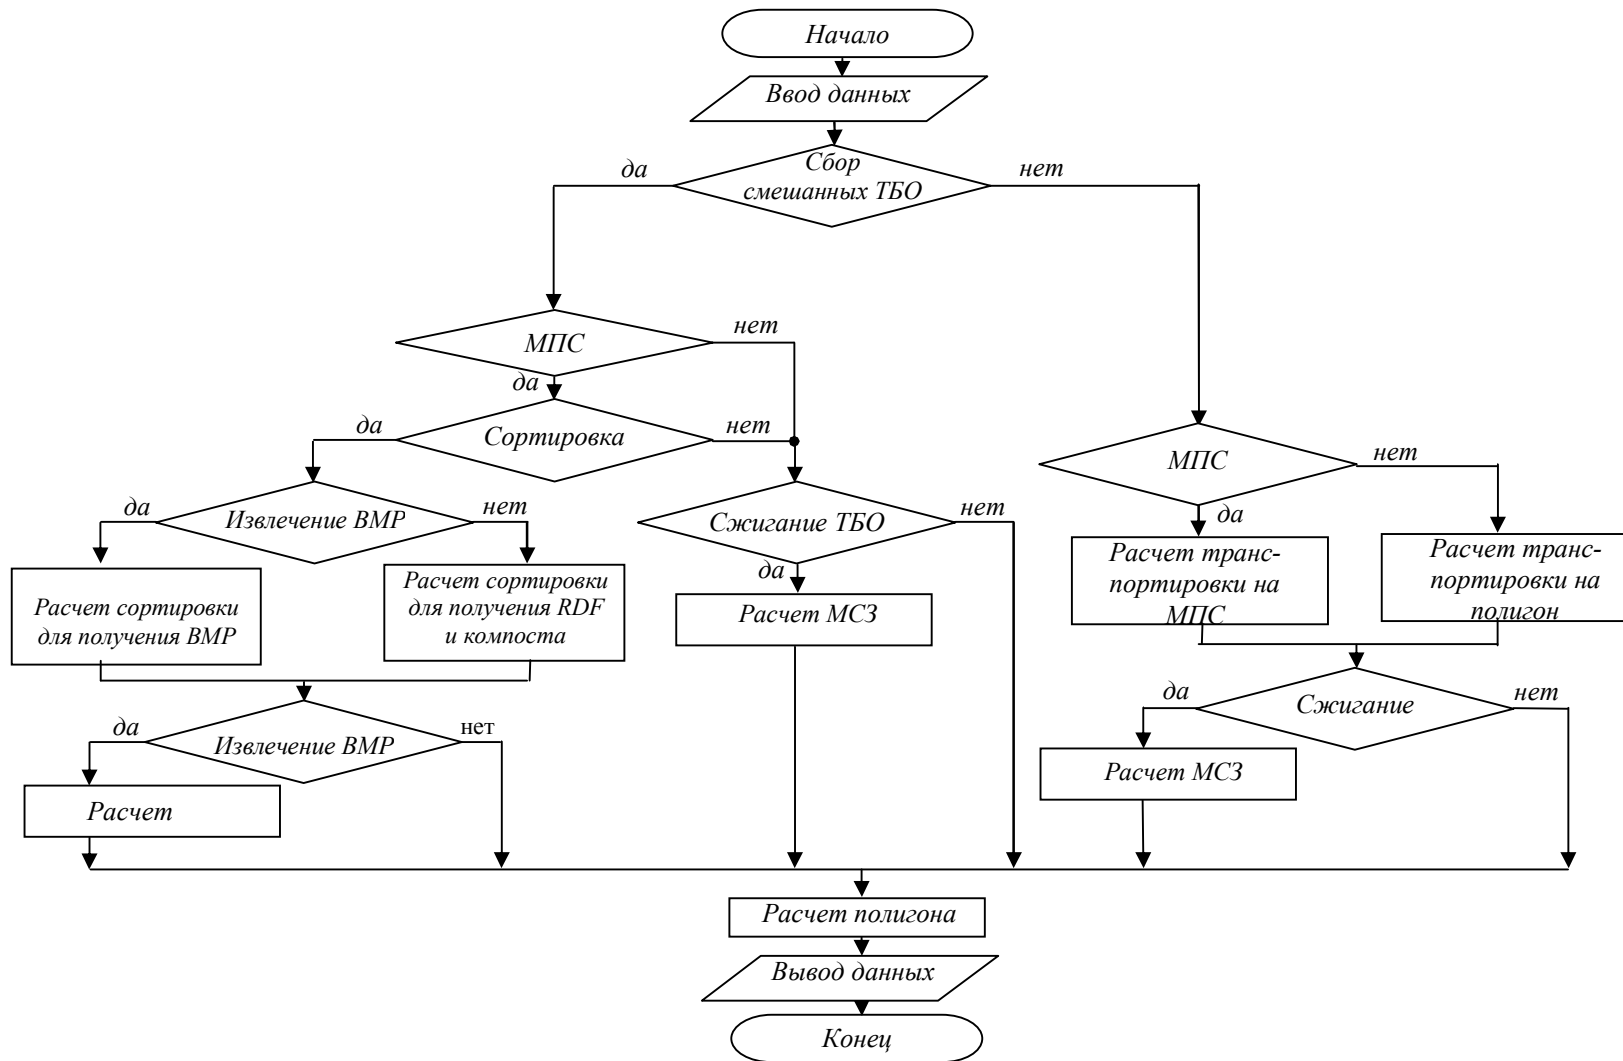 Начало
Ввод данных
Сбор
смешанных ТБО
да
нет
МПС
нет
да
Сортировка
да
нет
МПС
нет
да
Извлечение ВМР
да
нет
Сжигание ТБО
нет
да
Расчет сортировки
для получения ВМР
Расчет сортировки
для получения RDF
и компоста
Расчет МСЗ
Расчет транс-
портировки на
МПС
Расчет транс-
портировки на
полигон
Извлечение ВМР
да
нет
Расчет
Сжигание
да
нет
Расчет МСЗ
Расчет полигона
Вывод данных
Конец